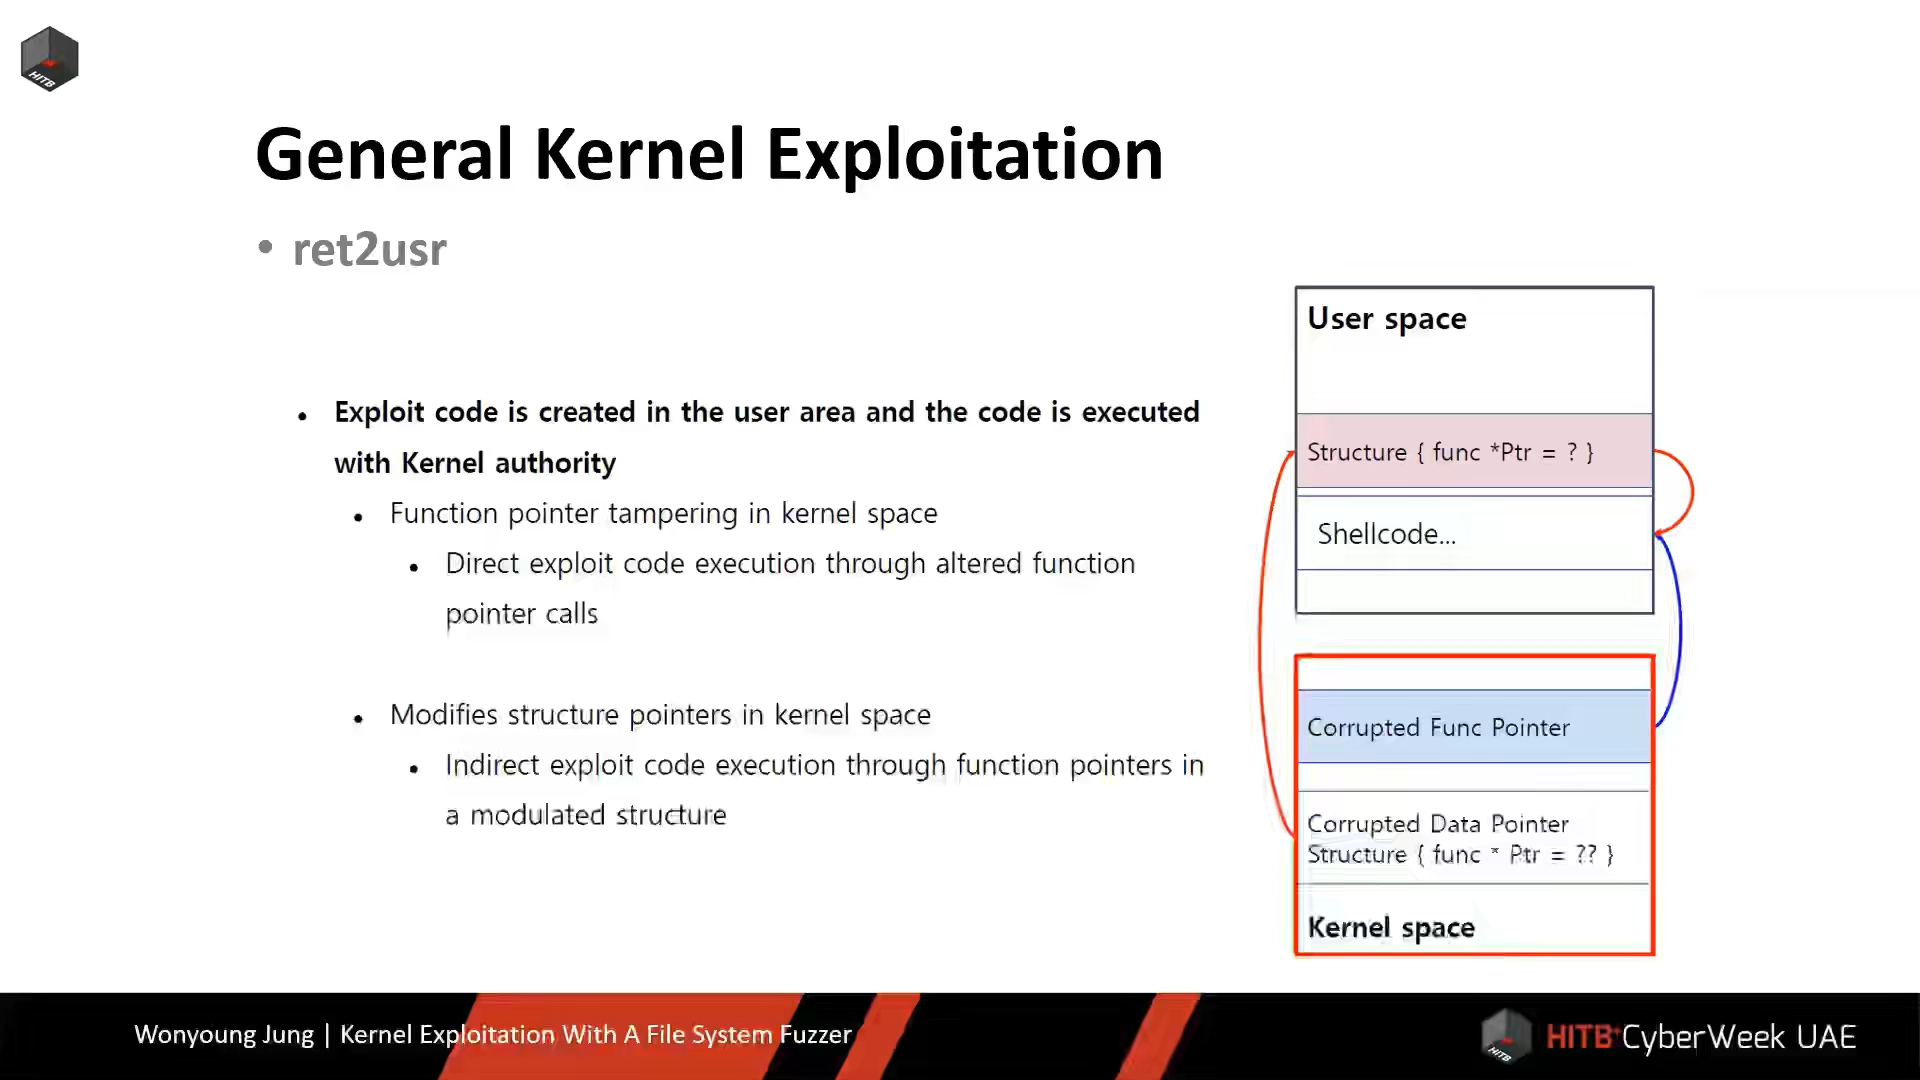 HITB
General Kernel Exploitation
• ret2usr
• Exploit code is created in the user area and the code is executed
with Kernel authority
• Function pointer tampering in kernel space
• Direct exploit code execution through altered function
pointer calls
• Modifies structure pointers in kernel space
• Indirect exploit code execution through function pointers in
a modulated structure
User space
Structure { func *Ptr = ? }
Shellcode...
Corrupted Func Pointer
Corrupted Data Pointer
Structure { func * Ptr = ?? }
Kernel space
Wonyoung Jung | Kernel Exploitation With A File System Fuzzer
HITB
HITB+ CyberWeek UAE